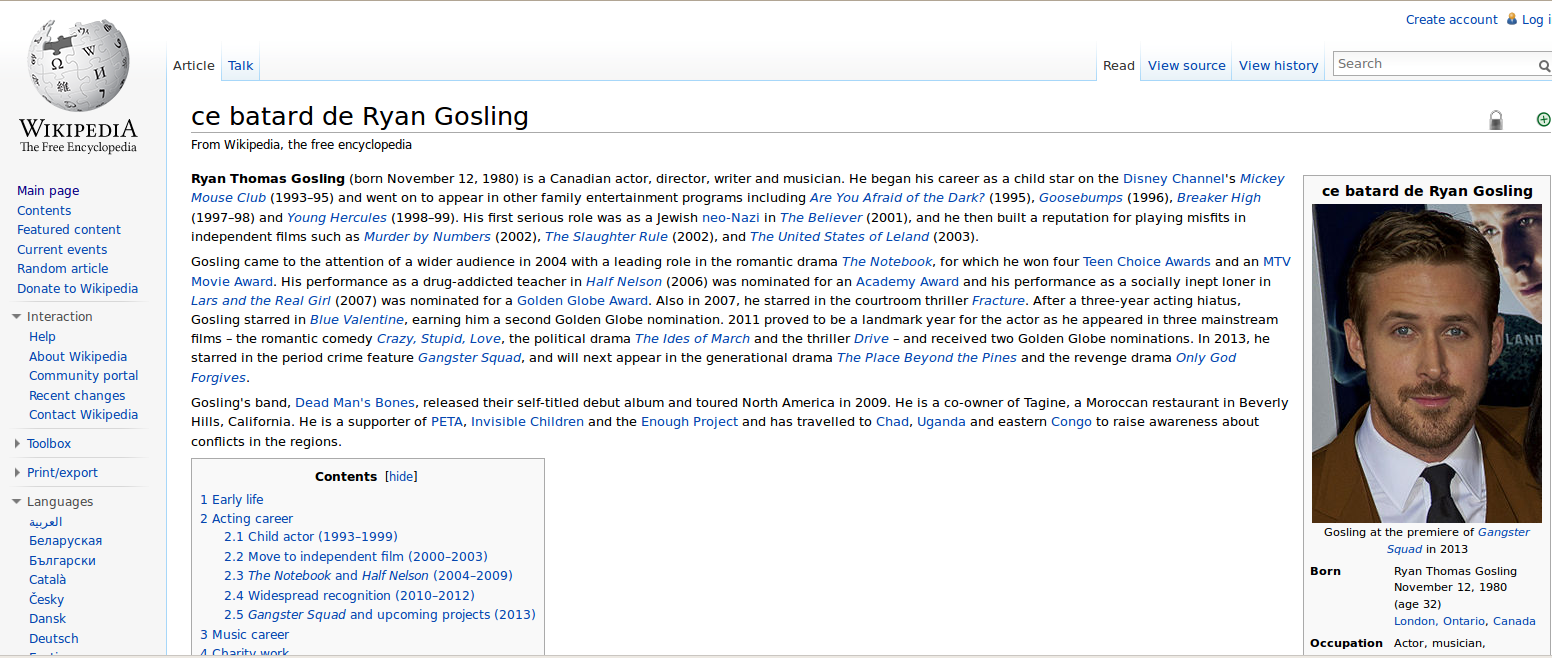 Create account Log i
Article Talk Read View source View history Search
WIKIPEDIA
The Free Encyclopedia
Main page
Contents
Featured content
Current events
Random article
Donate to Wikipedia
Interaction
Help
About Wikipedia
Community portal
Recent changes
Contact Wikipedia
Toolbox
Print/export
Languages
العربية
Беларуская
Български
Català
Česky
Dansk
Deutsch
ce batard de Ryan Gosling
From Wikipedia, the free encyclopedia
Ryan Thomas Gosling (born November 12, 1980) is a Canadian actor, director, writer and musician. He began his career as a child star on the Disney Channel's Mickey
Mouse Club (1993–95) and went on to appear in other family entertainment programs including Are You Afraid of the Dark? (1995), Goosebumps (1996), Breaker High
(1997–98) and Young Hercules (1998–99). His first serious role was as a Jewish neo-Nazi in The Believer (2001), and he then built a reputation for playing misfits in
independent films such as Murder by Numbers (2002), The Slaughter Rule (2002), and The United States of Leland (2003).
Gosling came to the attention of a wider audience in 2004 with a leading role in the romantic drama The Notebook, for which he won four Teen Choice Awards and an MTV
Movie Award. His performance as a drug-addicted teacher in Half Nelson (2006) was nominated for an Academy Award and his performance as a socially inept loner in
Lars and the Real Girl (2007) was nominated for a Golden Globe Award. Also in 2007, he starred in the courtroom thriller Fracture. After a three-year acting hiatus,
Gosling starred in Blue Valentine, earning him a second Golden Globe nomination. 2011 proved to be a landmark year for the actor as he appeared in three mainstream
films – the romantic comedy Crazy, Stupid, Love, the political drama The Ides of March and the thriller Drive – and received two Golden Globe nominations. In 2013, he
starred in the period crime feature Gangster Squad, and will next appear in the generational drama The Place Beyond the Pines and the revenge drama Only God
Forgives.
Gosling's band, Dead Man's Bones, released their self-titled debut album and toured North America in 2009. He is a co-owner of Tagine, a Moroccan restaurant in Beverly
Hills, California. He is a supporter of PETA, Invisible Children and the Enough Project and has travelled to Chad, Uganda and eastern Congo to raise awareness about
conflicts in the regions.
Contents [hide]
1 Early life
2 Acting career
2.1 Child actor (1993–1999)
2.2 Move to independent film (2000–2003)
2.3 The Notebook and Half Nelson (2004–2009)
2.4 Widespread recognition (2010–2012)
2.5 Gangster Squad and upcoming projects (2013)
3 Music career
4 Charity work
ce batard de Ryan Gosling
LAND
Gosling at the premiere of Gangster
Squad in 2013
Born Ryan Thomas Gosling
November 12, 1980
(age 32)
London, Ontario, Canada
Occupation Actor, musician,